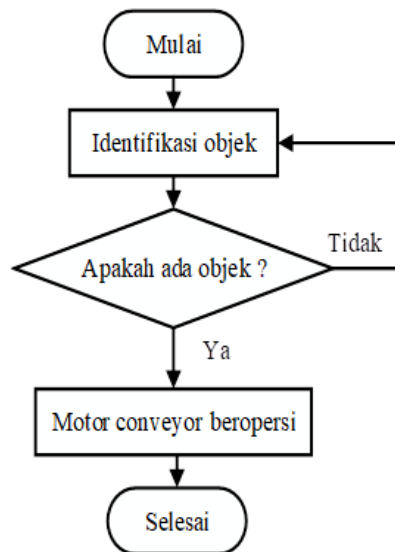 Mulai
Identifikasi objek
Apakah ada objek ?
Tidak
Ya
Motor conveyor beropersi
Selesai